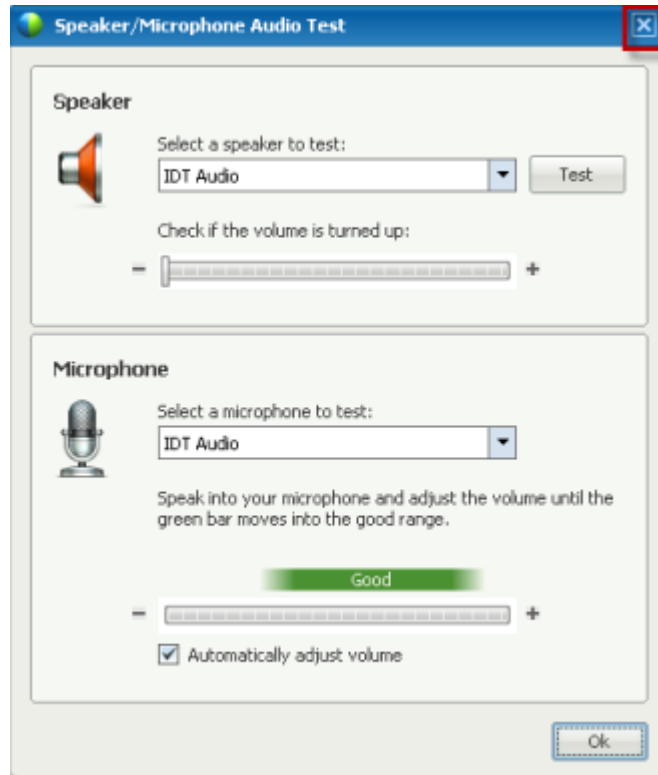 Speaker/Microphone Audio Test
Speaker
Select a speaker to test:
IDT Audio
Test
Check if the volume is turned up:
- +
Microphone
Select a microphone to test:
IDT Audio
Speak into your microphone and adjust the volume until the
green bar moves into the good range.
Good
- +
Automatically adjust volume
Ok